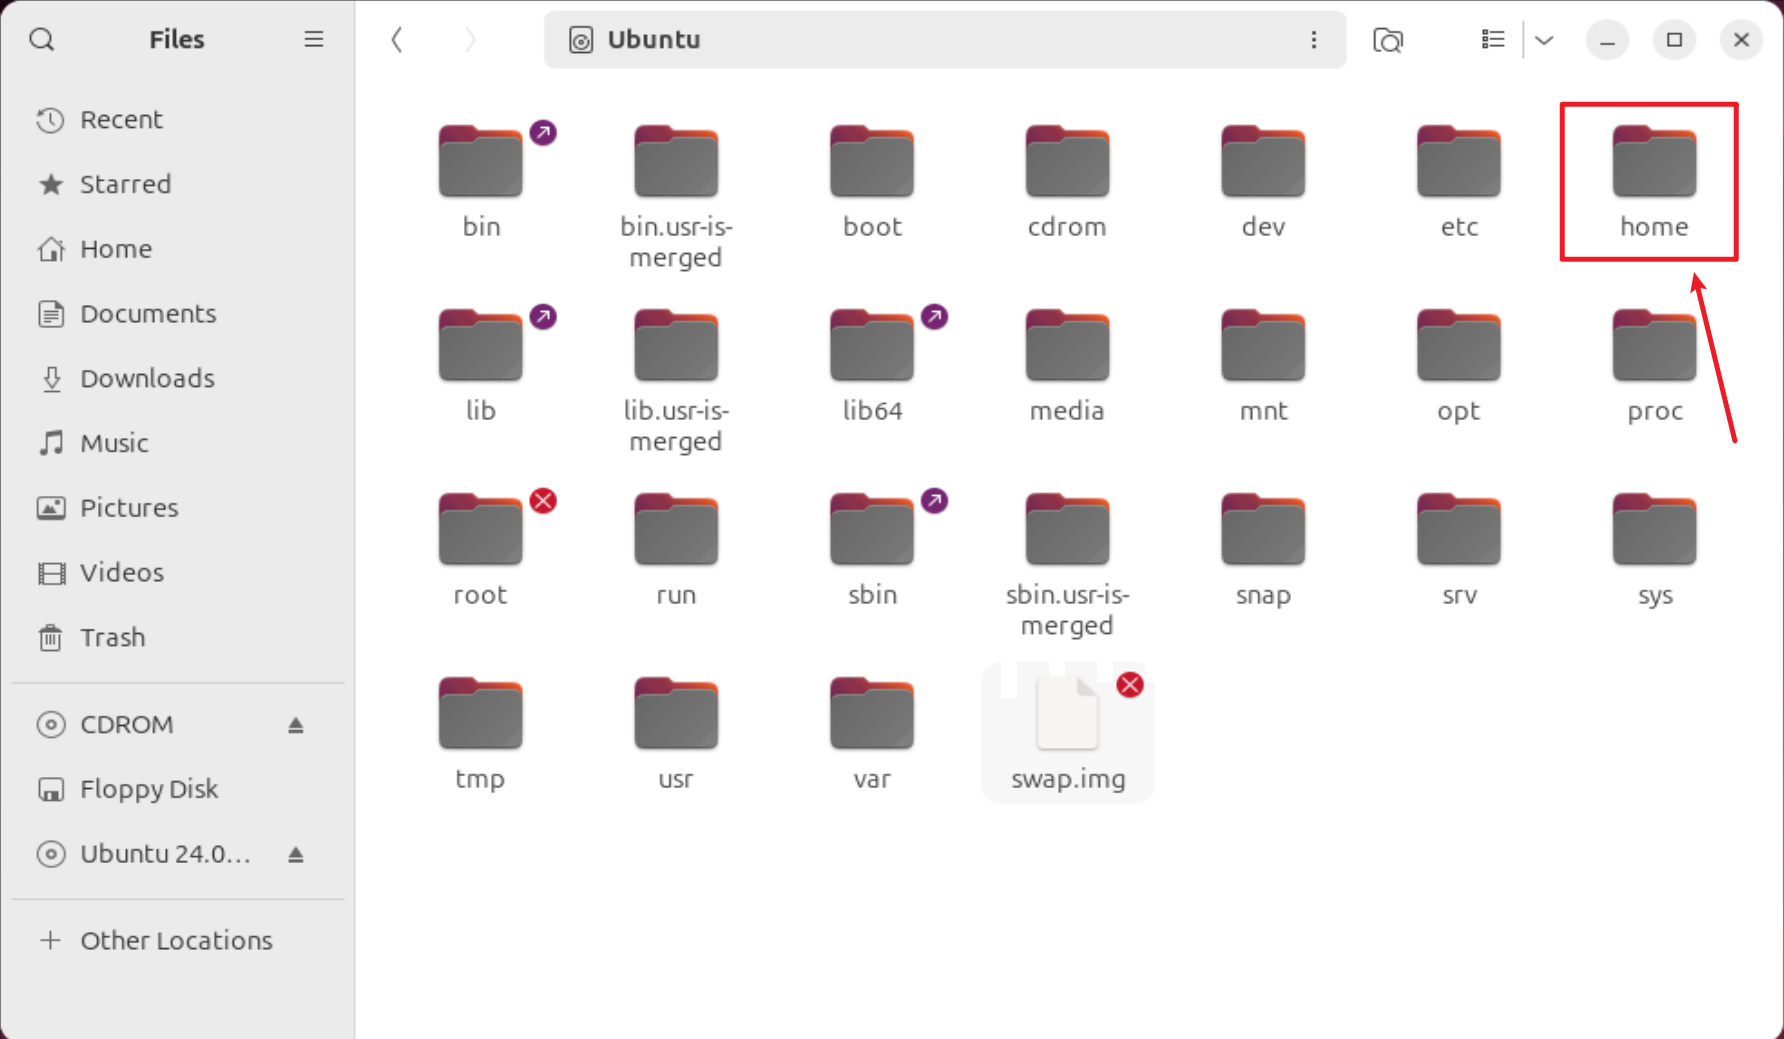 Files
Ubuntu
Recent
Starred
Home
Documents
Downloads
Music
Pictures
Videos
Trash
CDROM
Floppy Disk
Ubuntu 24.0...
Other Locations
bin
bin.usr-is-
merged
boot
cdrom
dev
etc
home
lib
lib.usr-is-
merged
lib64
media
mnt
opt
proc
root
run
sbin
sbin.usr-is-
merged
snap
srv
sys
tmp
usr
var
swap.img